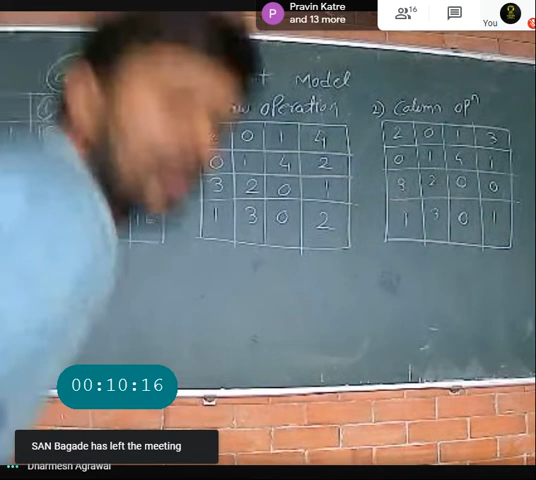 Pravin Katre
and 13 more
P
16
You
t Model
operation
2) Column opⁿ
0 1 4
0 1 4 2
3 2 0 1
1 3 0 2
2 0 1 3
0 1 4 1
3 2 0 0
1 3 0 1
16
00:10:16
SAN Bagade has left the meeting
Dharmesh Agrawal